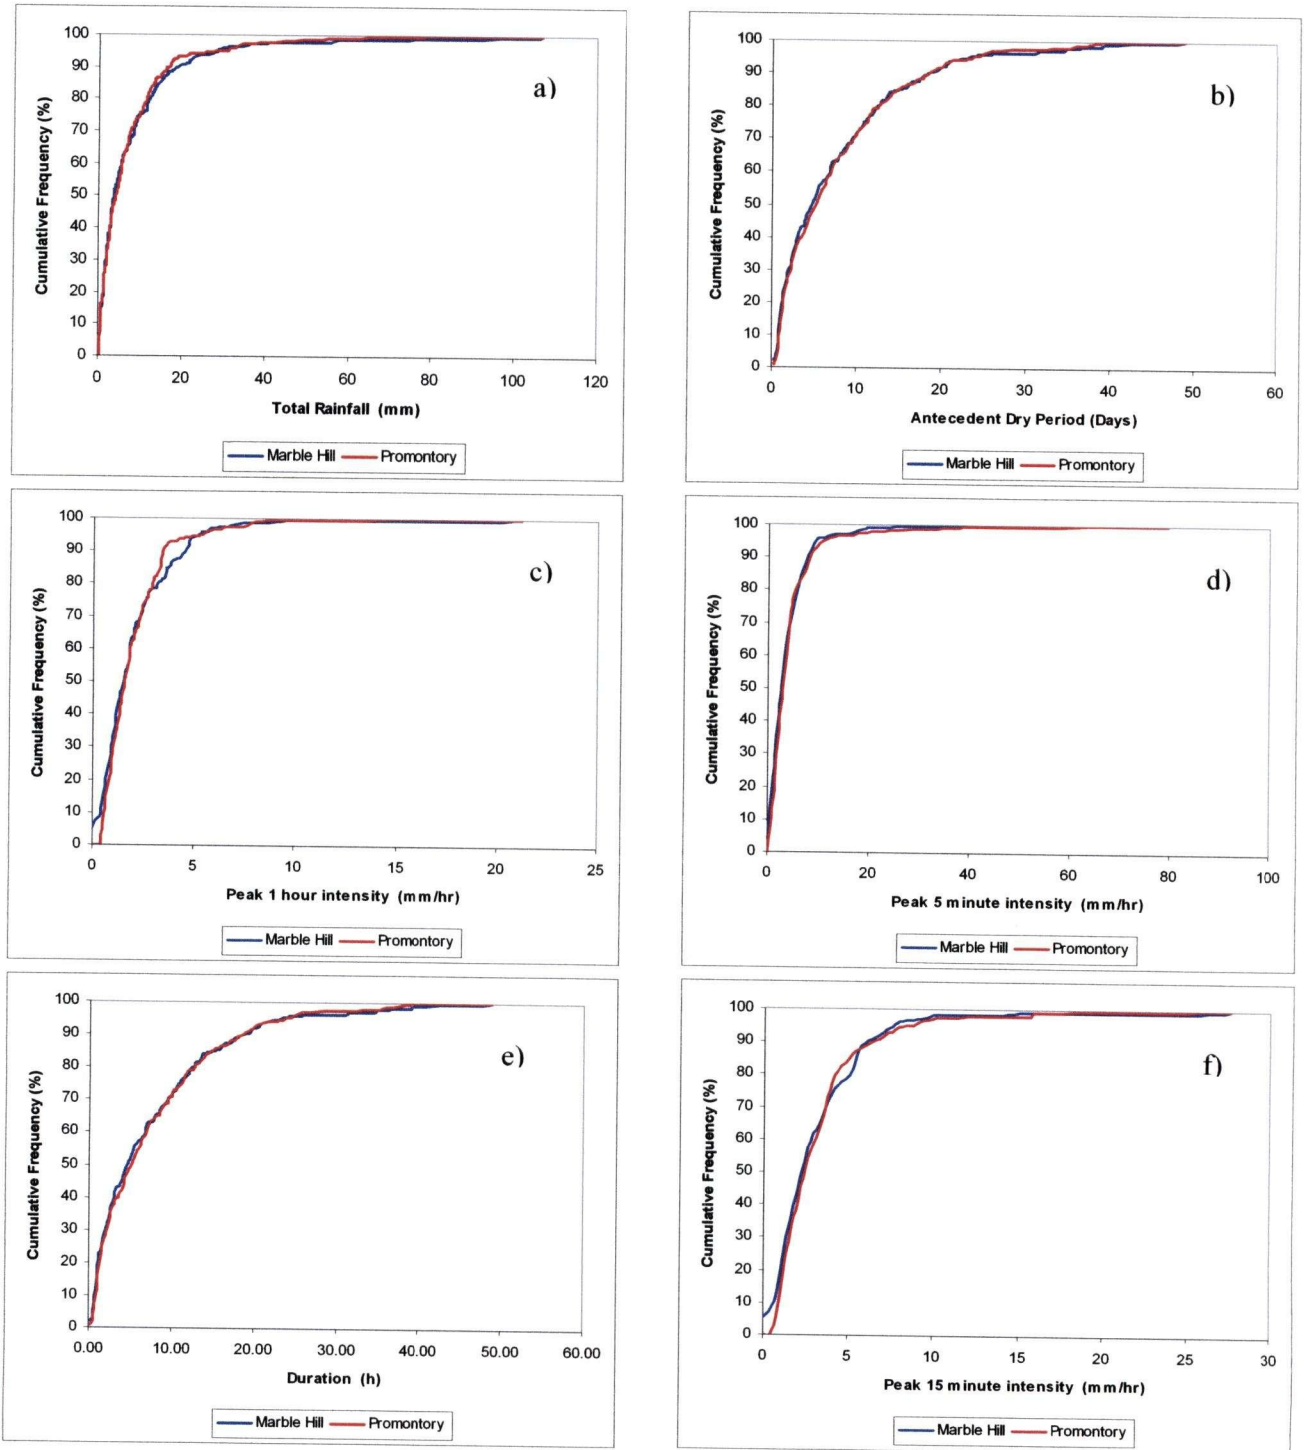 a)
Cumulative Frequency (%)
100
90
80
70
60
50
40
30
20
10
0
0 20 40 60 80 100 120
Total Rainfall (mm)
Marble Hill Promontory
b)
Cumulative Frequency (%)
100
90
80
70
60
50
40
30
20
10
0
0 10 20 30 40 50 60
Antecedent Dry Period (Days)
Marble Hill Promontory
c)
Cumulative Frequency (%)
100
90
80
70
60
50
40
30
20
10
0
0 5 10 15 20 25
Peak 1 hour intensity (mm/hr)
Marble Hill Promontory
d)
Cumulative Frequency (%)
100
90
80
70
60
50
40
30
20
10
0
0 20 40 60 80 100
Peak 5 minute intensity (mm/hr)
Marble Hill Promontory
e)
Cumulative Frequency (%)
100
90
80
70
60
50
40
30
20
10
0
0.00 10.00 20.00 30.00 40.00 50.00 60.00
Duration (h)
Marble Hill Promontory
f)
Cumulative Frequency (%)
100
90
80
70
60
50
40
30
20
10
0
0 5 10 15 20 25 30
Peak 15 minute intensity (mm/hr)
Marble Hill Promontory